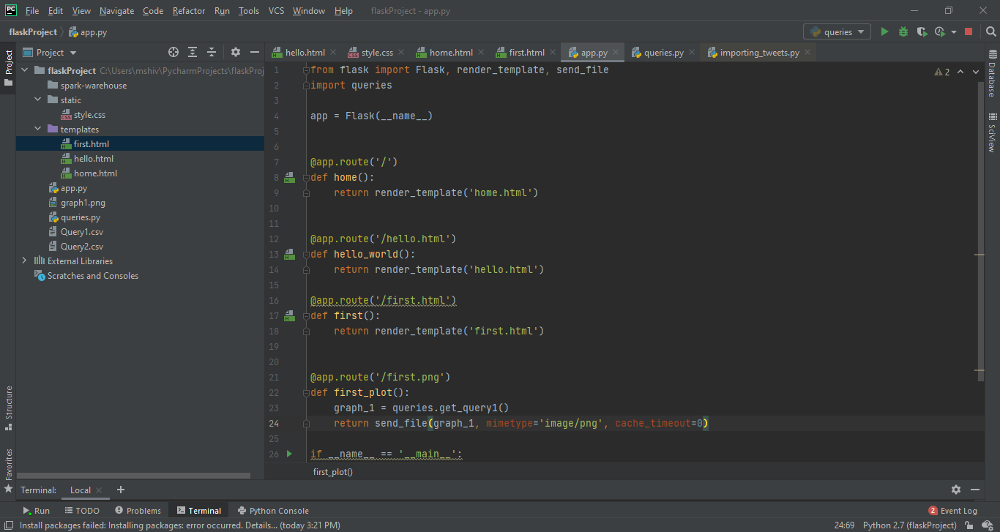 PC File Edit View Navigate Code Refactor Run Tools VCS Window Help flaskProject - app.py
flaskProject app.py queries
Project
Project
hello.html style.css home.html first.html app.py queries.py importing_tweets.py
flaskProject C:\Users\mshiv\PycharmProjects\flaskProj
spark-warehouse
static
style.css
templates
first.html
hello.html
home.html
app.py
graph1.png
queries.py
Query1.csv
Query2.csv
External Libraries
Scratches and Consoles
Structure
Favorites
1 from flask import Flask, render_template, send_file
2 import queries
3
4 app = Flask(__name__)
5
6
7 @app.route('/')
8 def home():
9 return render_template('home.html')
10
11
12 @app.route('/hello.html')
13 def hello_world():
14 return render_template('hello.html')
15
16 @app.route('/first.html')
17 def first():
18 return render_template('first.html')
19
20
21 @app.route('/first.png')
22 def first_plot():
23 graph_1 = queries.get_query1()
24 return send_file(graph_1, mimetype='image/png', cache_timeout=0)
25
26 if __name__ == '__main__':
2
Database
SciView
first_plot()
Terminal: Local
Run TODO Problems Terminal Python Console 2 Event Log
Install packages failed: Installing packages: error occurred. Details... (today 3:21 PM) 24:69 Python 2.7 (flaskProject)